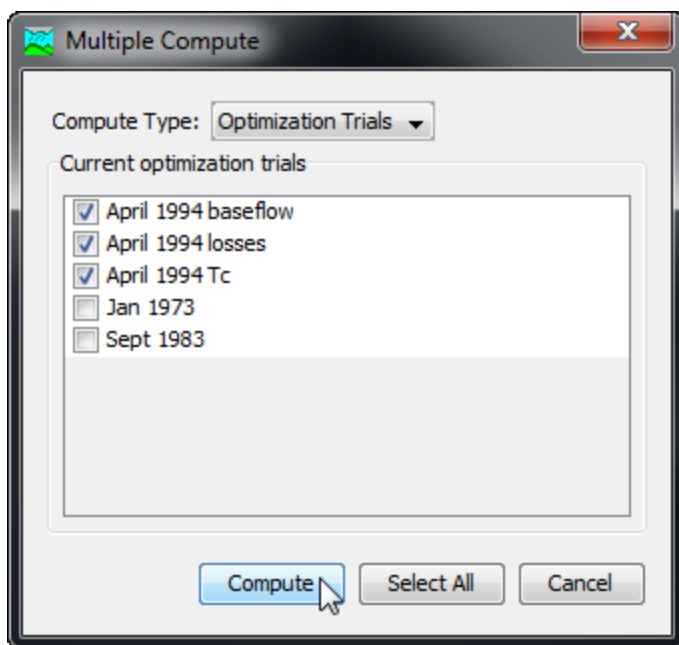 Multiple Compute
Compute Type: Optimization Trials
Current optimization trials
April 1994 baseflow
April 1994 losses
April 1994 Tc
Jan 1973
Sept 1983
Compute Select All Cancel